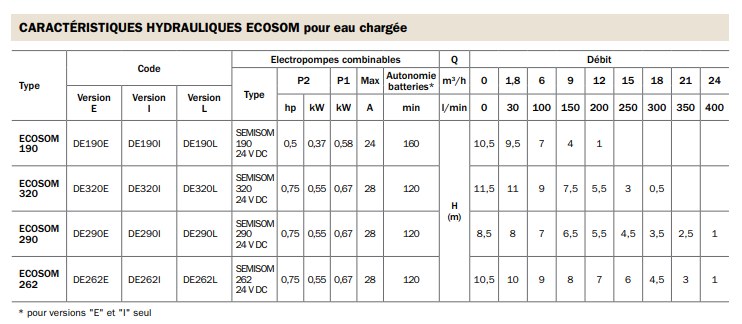 CARACTÉRISTIQUES HYDRAULIQUES ECOSOM pour eau chargée
Type Code Electropompes combinables Q Débit
Version E Version I Version L Type P2 P1 Max Autonomie batteries* m³/h 0 1,8 6 9 12 15 18 21 24
hp kW kW A min l/min 0 30 100 150 200 250 300 350 400
ECOSOM 190 DE190E DE190I DE190L SEMISOM 190 24 V DC 0,5 0,37 0,58 24 160 H (m) 10,5 9,5 7 4 1
ECOSOM 320 DE320E DE320I DE320L SEMISOM 320 24 V DC 0,75 0,55 0,67 28 120 11,5 11 9 7,5 5,5 3 0,5
ECOSOM 290 DE290E DE290I DE290L SEMISOM 290 24 V DC 0,75 0,55 0,67 28 120 8,5 8 7 6,5 5,5 4,5 3,5 2,5 1
ECOSOM 262 DE262E DE262I DE262L SEMISOM 262 24 V DC 0,75 0,55 0,67 28 120 10,5 10 9 8 7 6 4,5 3 1
* pour versions "E" et "I" seul